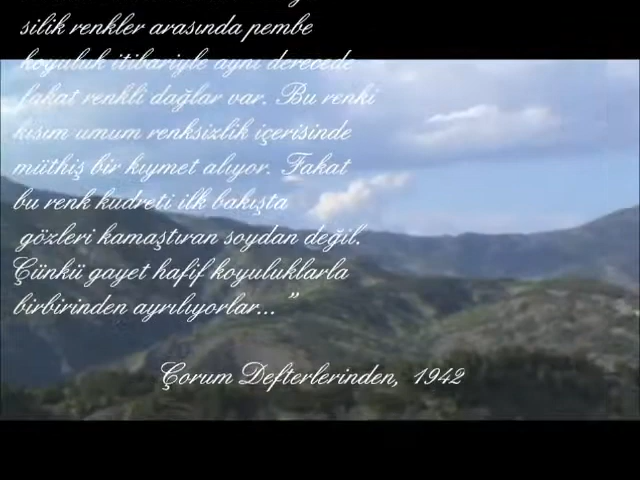 silik renkler arasında pembe
koyuluk itibariyle aynı derecede
fakat renkli dağlar var. Bu renki
kısım umum renksizlik içerisinde
müthiş bir kıymet alıyor. Fakat
bu renk kudreti ilk bakışta
gözleri kamaştıran soydan değil.
Çünkü gayet hafif koyuluklarla
birbirinden ayrılıyorlar... ”
Çorum Defterlerinden, 1942